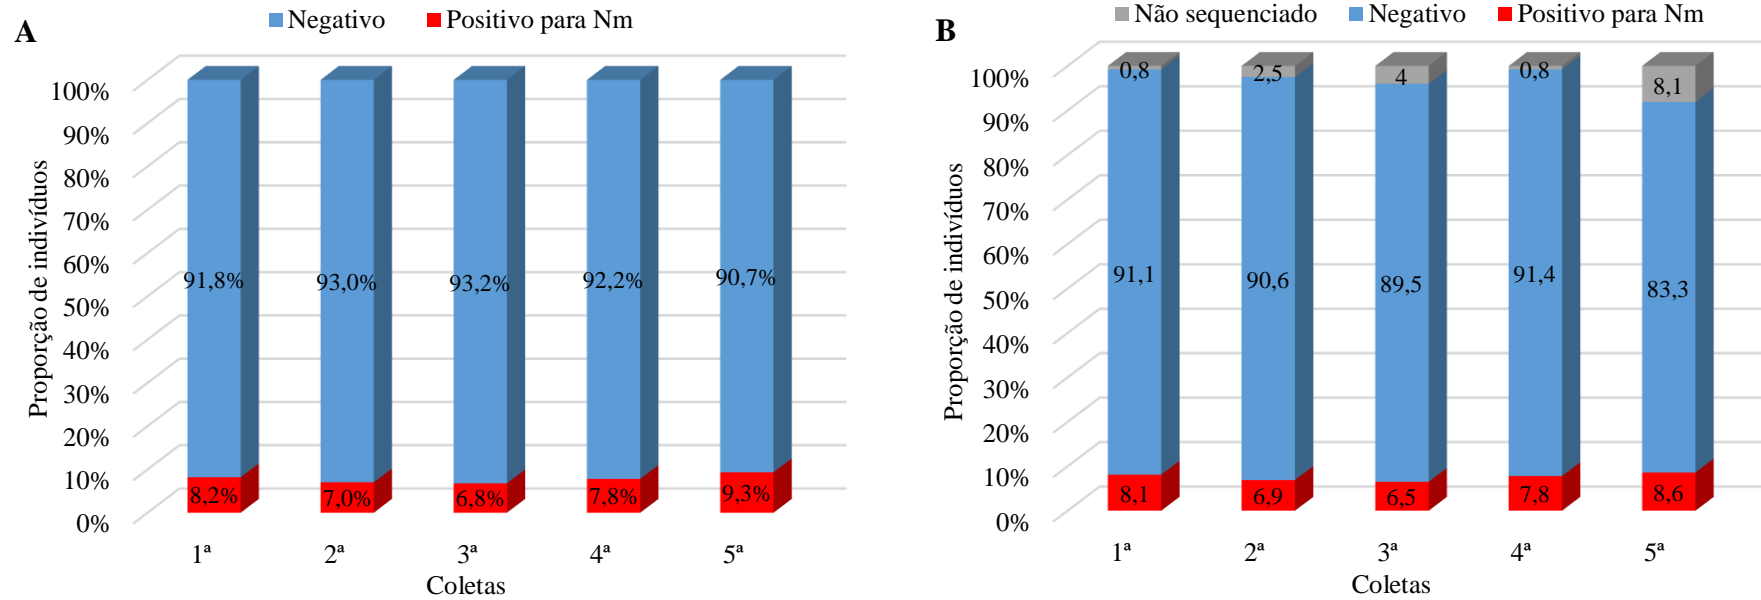 A
Negativo Positivo para Nm
Proporção de indivíduos
100%
90%
80%
70%
60%
50%
40%
30%
20%
10%
0%
91,8% 93,0% 93,2% 92,2% 90,7%
8,2% 7,0% 6,8% 7,8% 9,3%
1ª 2ª 3ª 4ª 5ª
Coletas
B
Não sequenciado Negativo Positivo para Nm
Proporção de indivíduos
100%
90%
80%
70%
60%
50%
40%
30%
20%
10%
0%
0,8 2,5 4 0,8 8,1
91,1 90,6 89,5 91,4 83,3
8,1 6,9 6,5 7,8 8,6
1ª 2ª 3ª 4ª 5ª
Coletas